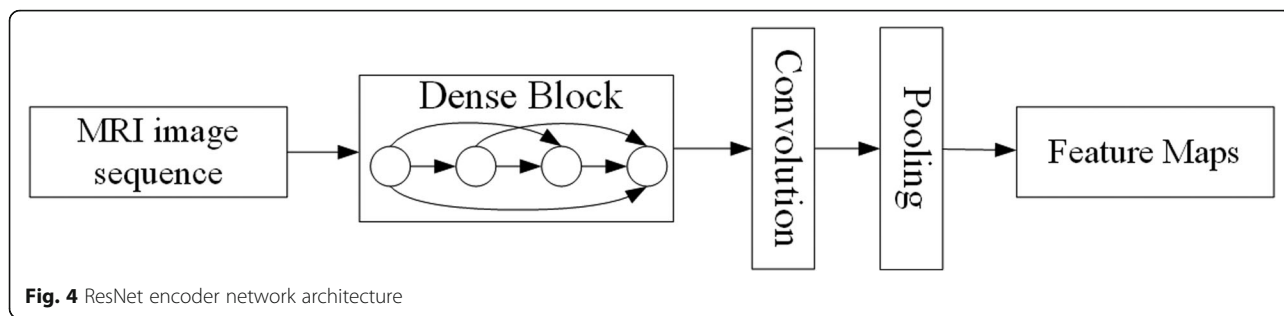 MRI image
sequence
Dense Block
Convolution
Pooling
Feature Maps
Fig. 4 ResNet encoder network architecture